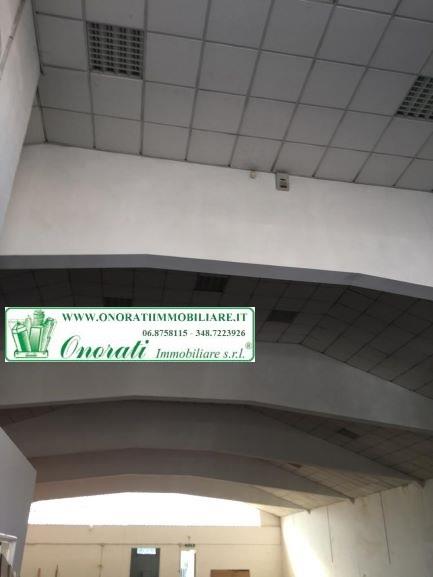 WWW.ONORATIIMMOBILIARE.IT
06.8758115 - 348.7223926
Onorati Immobiliare s.r.l.®